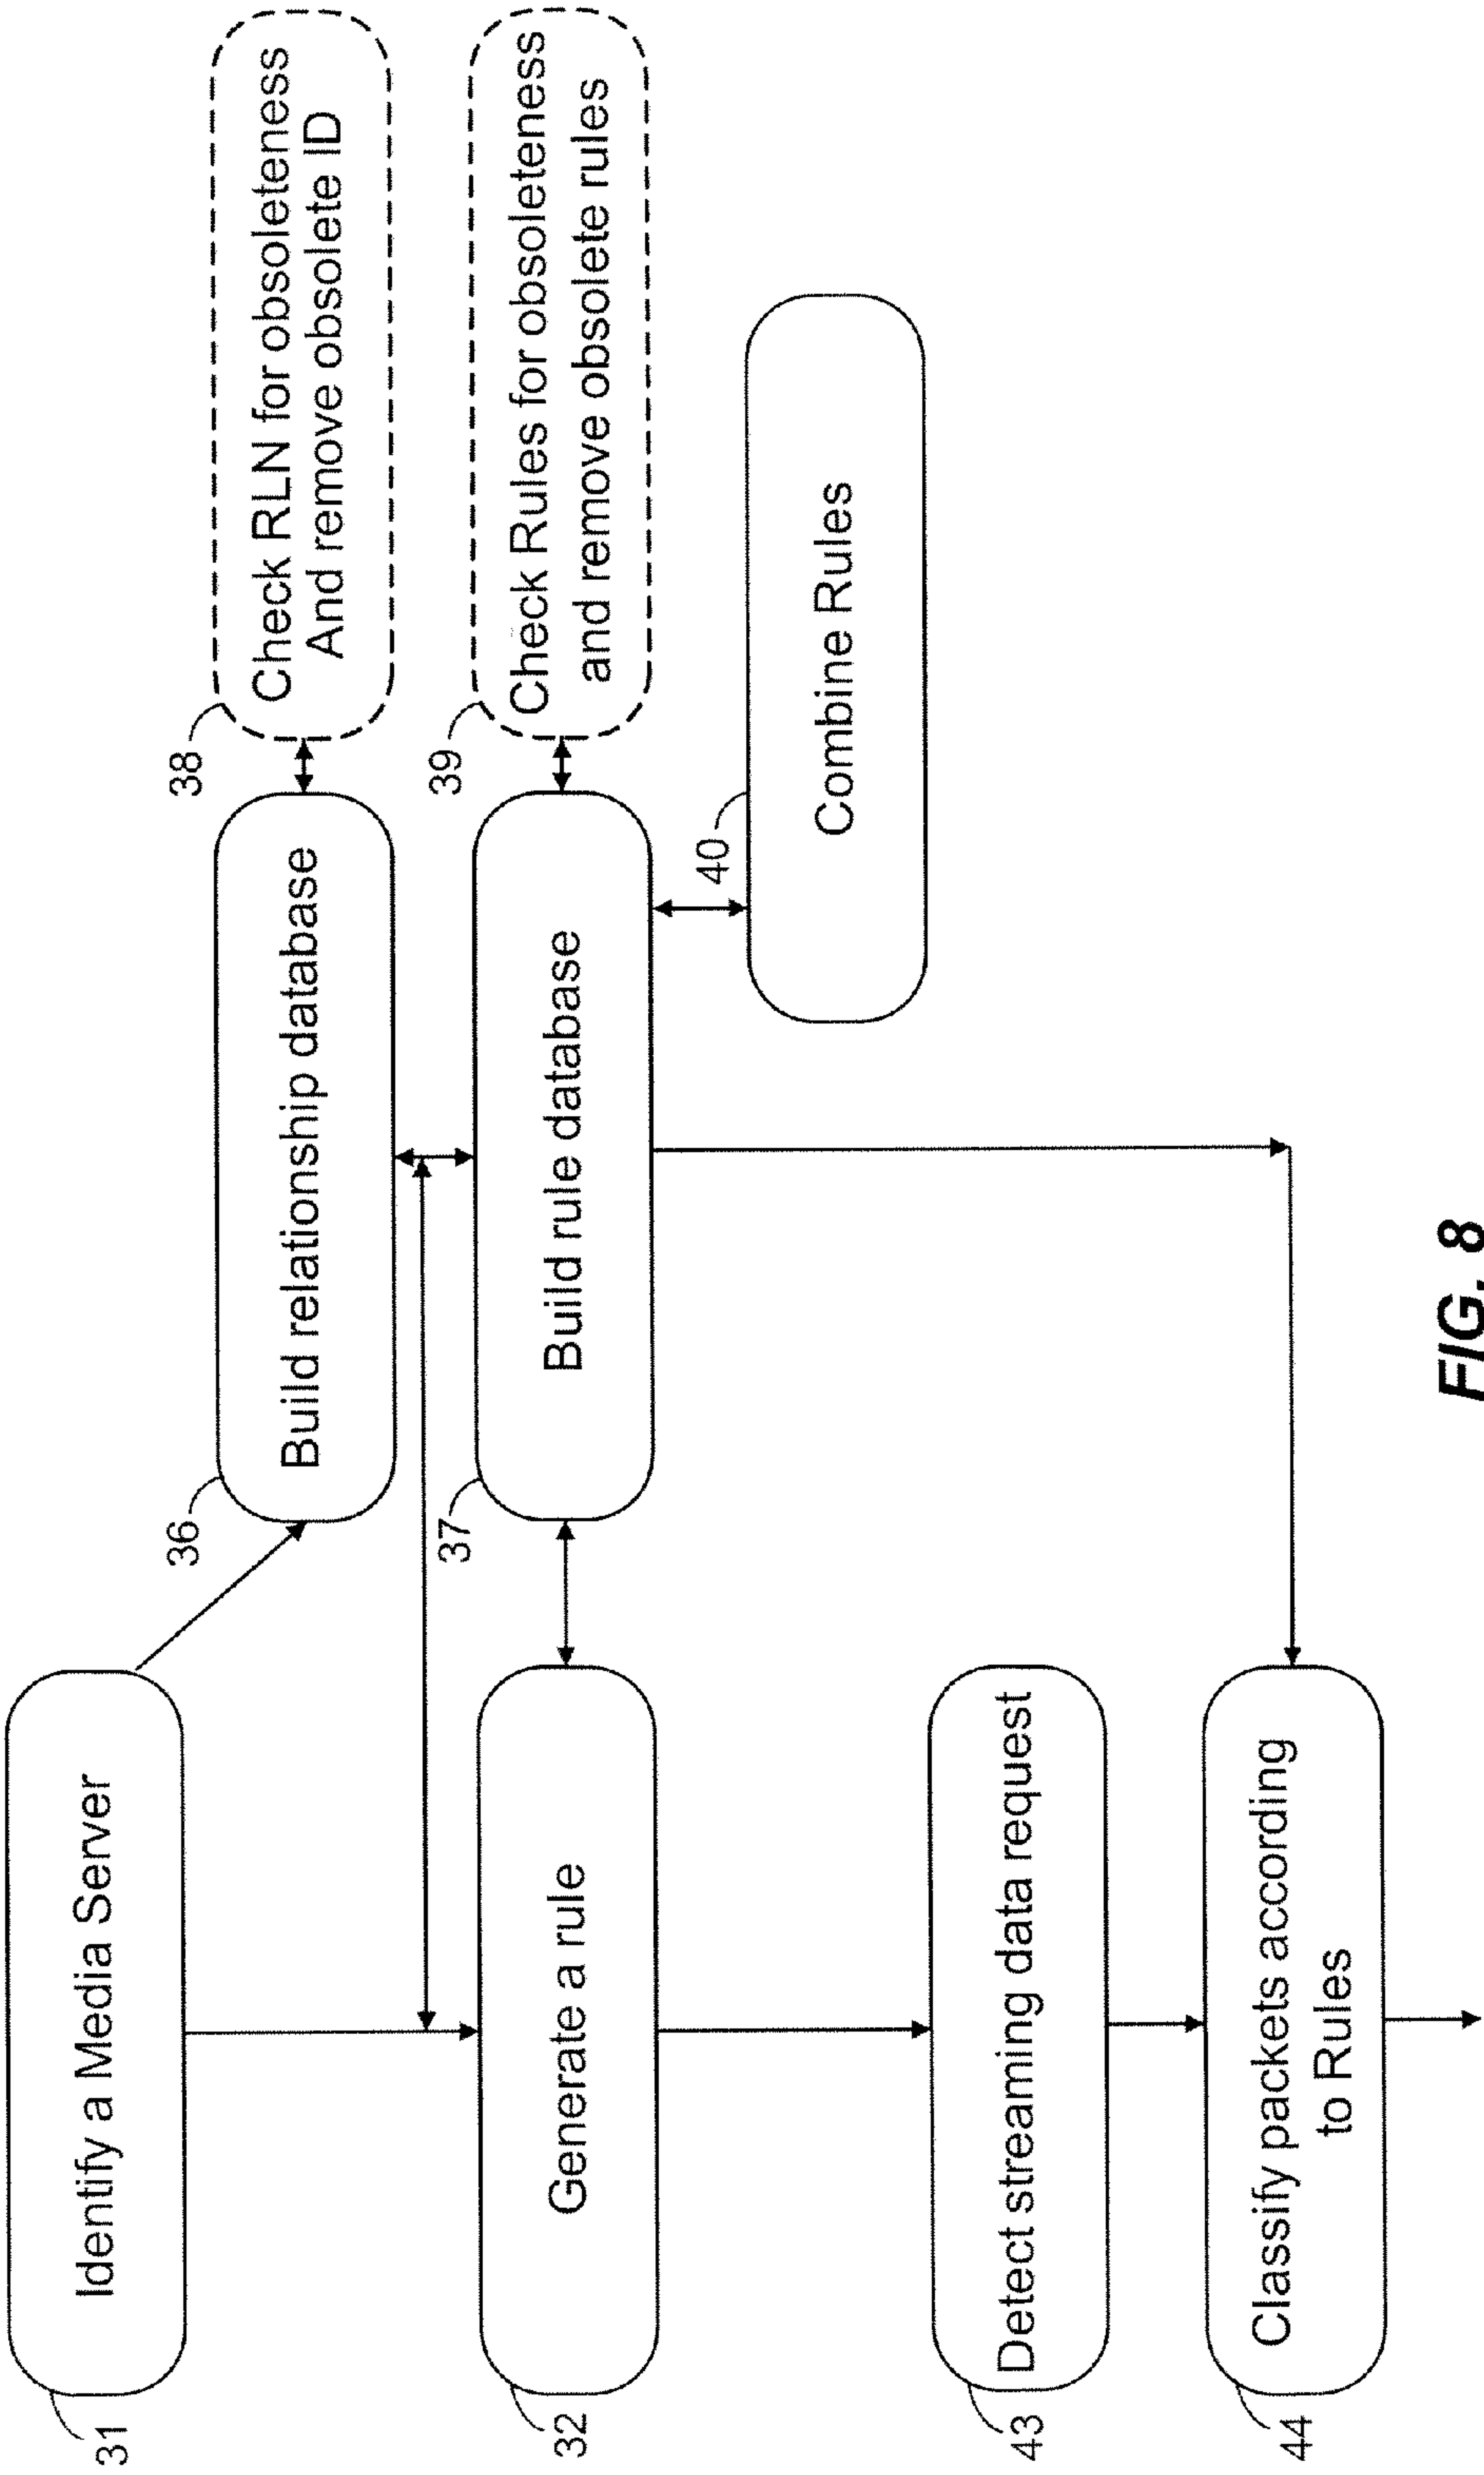 31
Identify a Media Server
36
Build relationship database
38
Check RLN for obsoleteness
And remove obsolete ID
32
Generate a rule
37
Build rule database
39
Check Rules for obsoleteness
and remove obsolete rules
40
Combine Rules
43
Detect streaming data request
44
Classify packets according
to Rules
FIG. 8